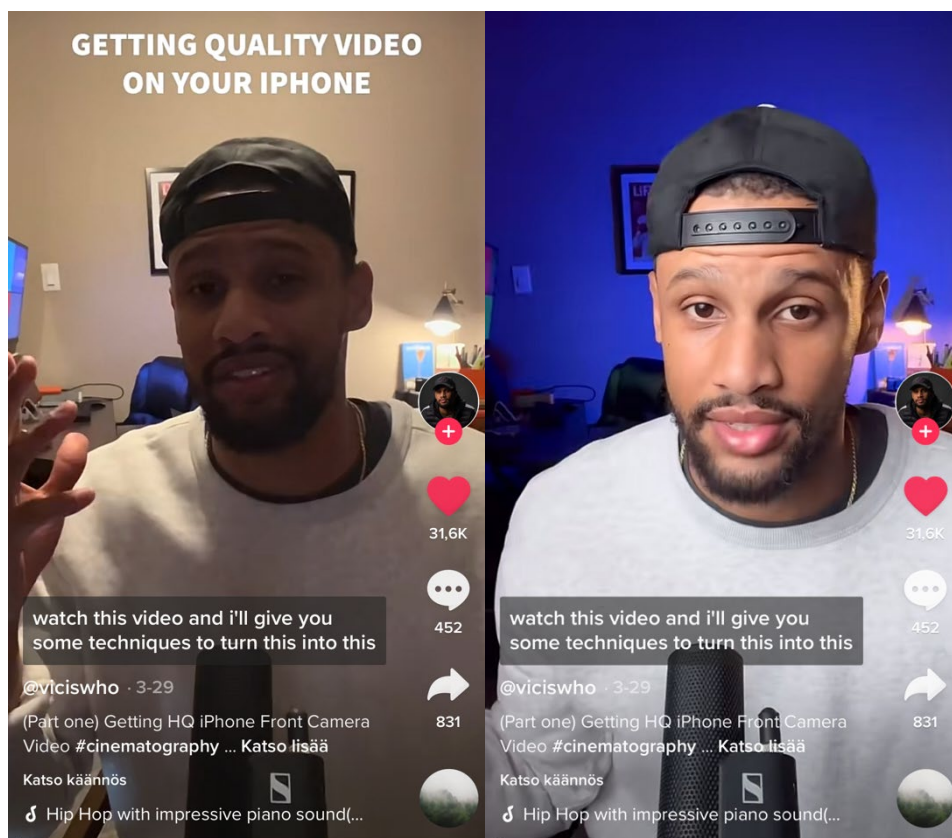 GETTING QUALITY VIDEO
ON YOUR IPHONE
31,6K
452
watch this video and i'll give you
some techniques to turn this into this
@viciswho · 3-29
831
(Part one) Getting HQ iPhone Front Camera
Video #cinematography ... Katso lisää
Katso käännös
Hip Hop with impressive piano sound(...
LIF
31,6K
452
watch this video and i'll give you
some techniques to turn this into this
@viciswho · 3-29
831
(Part one) Getting HQ iPhone Front Camera
Video #cinematography ... Katso lisää
Katso käännös
Hip Hop with impressive piano sound(...